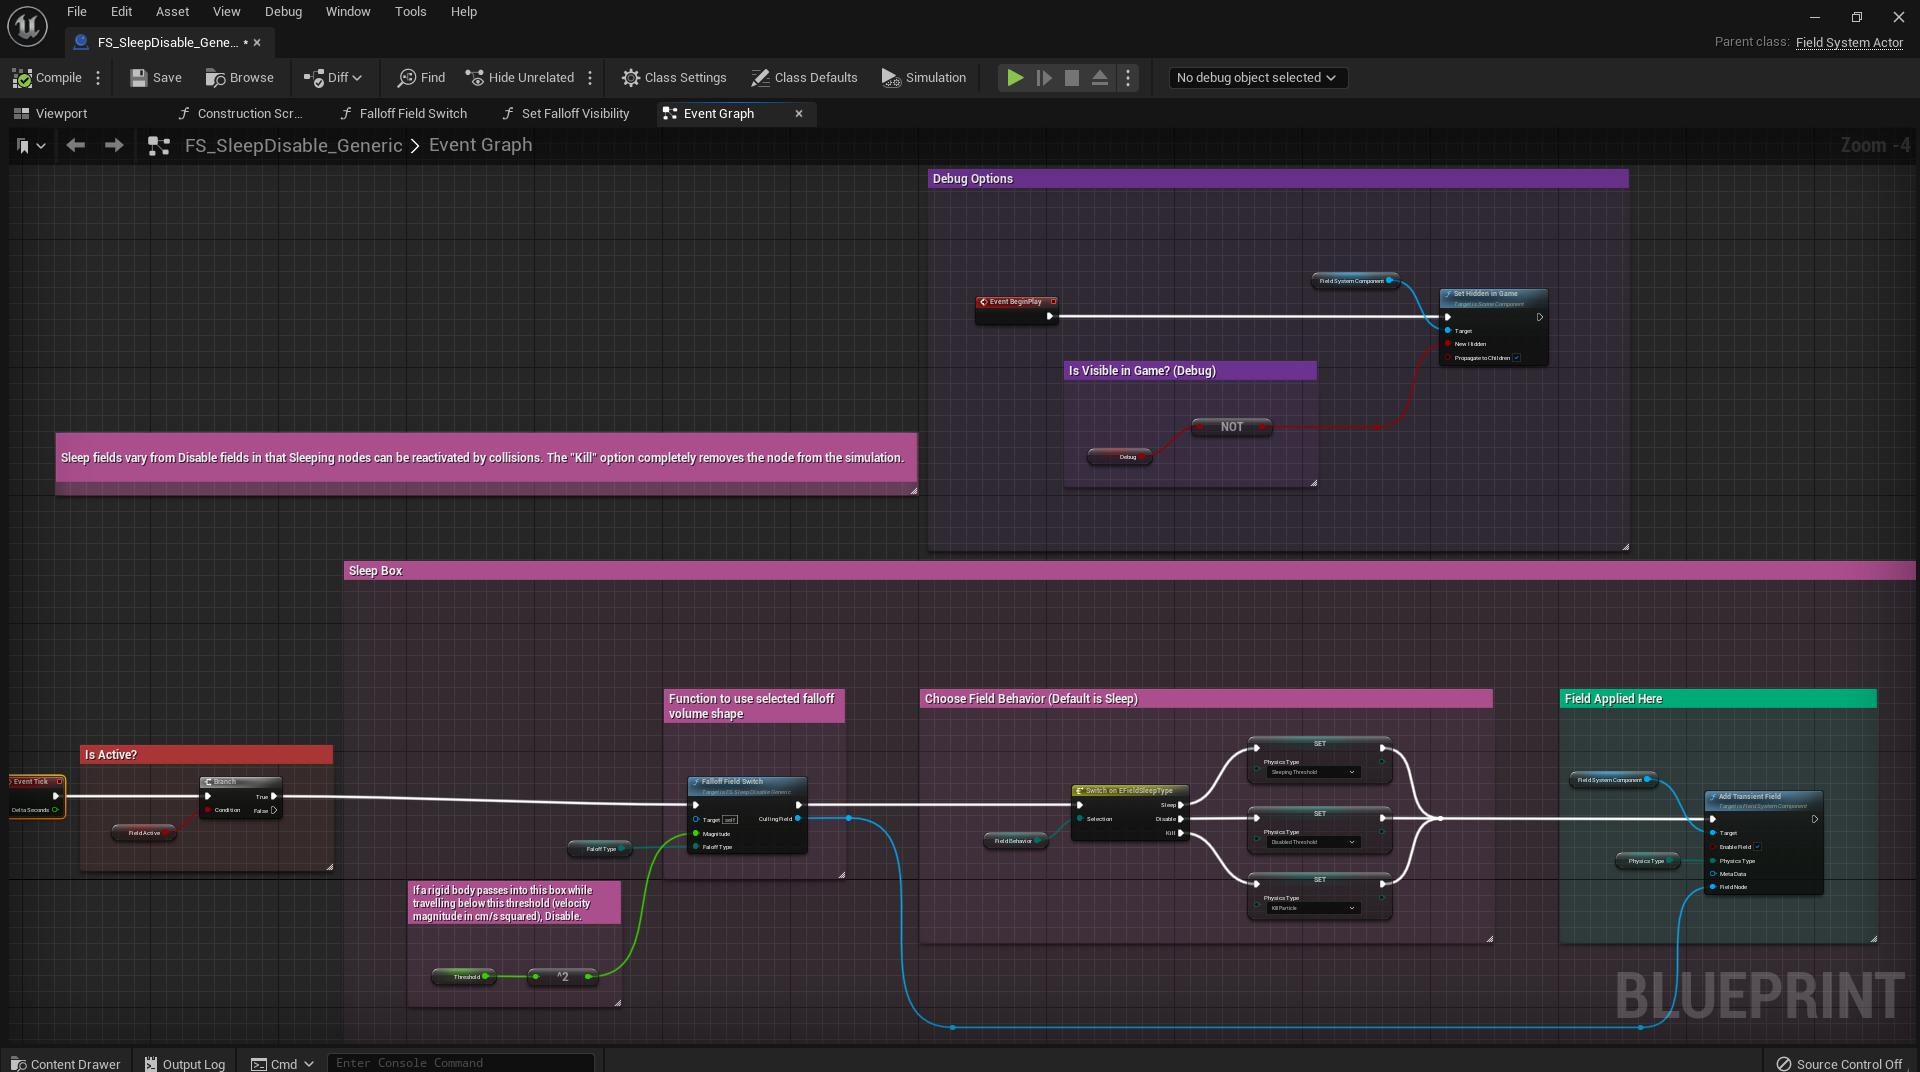 File Edit Asset View Debug Window Tools Help
FS_SleepDisable_Gene... •
Parent class: Field System Actor
Compile Save Browse Diff Find Hide Unrelated Class Settings Class Defaults Simulation No debug object selected
Viewport Construction Scr... Falloff Field Switch Set Falloff Visibility Event Graph
FS_SleepDisable_Generic > Event Graph
Zoom -4
Debug Options
Field System Component
Event BeginPlay
Set Hidden in Game
Target is Scene Component
Target
New Hidden
Propagate to Children
Is Visible in Game? (Debug)
NOT
Debug
Sleep fields vary from Disable fields in that Sleeping nodes can be reactivated by collisions. The "Kill" option completely removes the node from the simulation.
Sleep Box
Is Active?
Event Tick
Delta Seconds
Branch
Condition
True
False
Field Active
Function to use selected falloff
volume shape
Falloff Field Switch
Target is FS Sleep Disable Generic
Target self
Magnitude
Falloff Type
Culling Field
Falloff Type
If a rigid body passes into this box while
travelling below this threshold (velocity
magnitude in cm/s squared), Disable.
Threshold
^2
Choose Field Behavior (Default is Sleep)
Field Behavior
Switch on EFieldSleepType
Selection
Sleep
Disable
Kill
SET
Physics Type
Sleeping Threshold
SET
Physics Type
Disabled Threshold
SET
Physics Type
Kill Particle
Field Applied Here
Field System Component
Physics Type
Add Transient Field
Target is Field System Component
Target
Enable Field
Physics Type
Meta Data
Field Node
BLUEPRINT
Content Drawer Output Log Cmd Enter Console Command Source Control Off